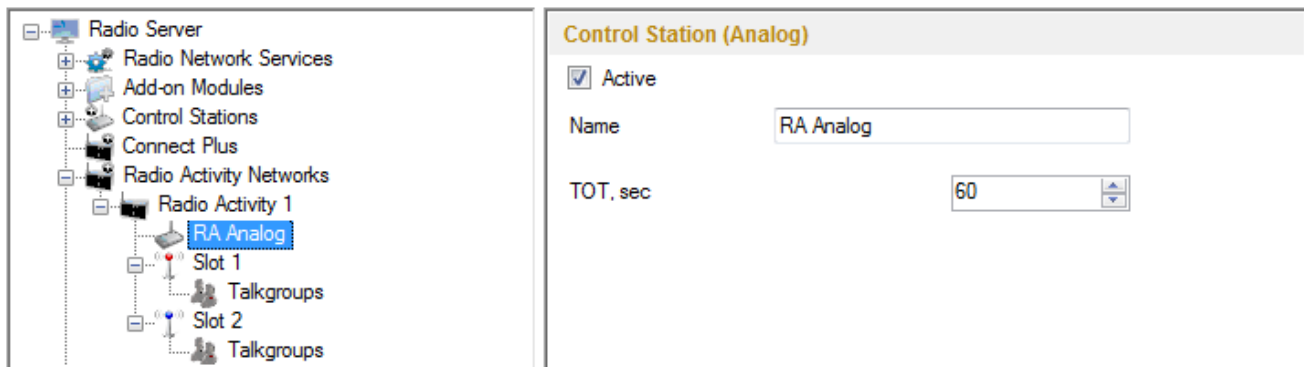 Radio Server
Radio Network Services
Add-on Modules
Control Stations
Connect Plus
Radio Activity Networks
Radio Activity 1
RA Analog
Slot 1
Talkgroups
Slot 2
Talkgroups
Control Station (Analog)
Active
Name RA Analog
TOT, sec 60